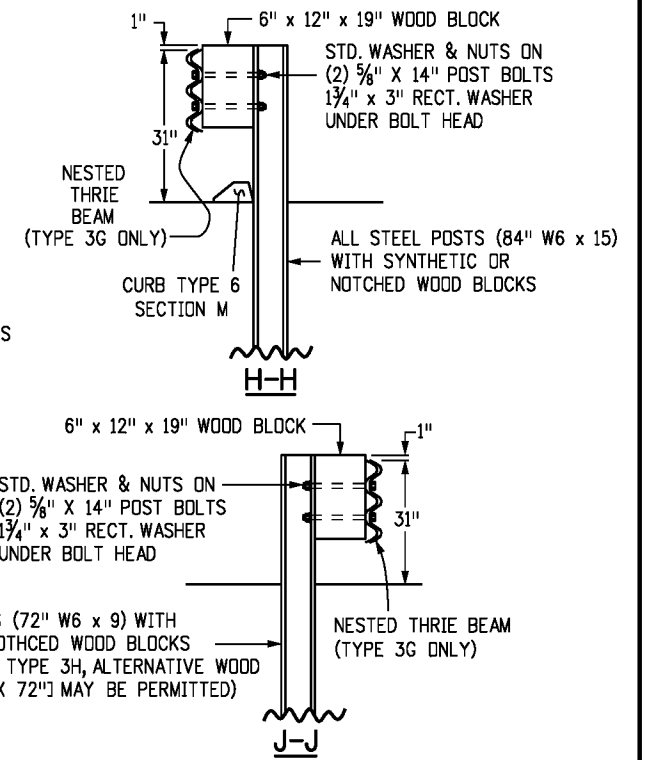 1"
6" x 12" x 19" WOOD BLOCK
STD. WASHER & NUTS ON
(2) 5/8" X 14" POST BOLTS
1 3/4" x 3" RECT. WASHER
UNDER BOLT HEAD
31"
NESTED
THRIE
BEAM
(TYPE 3G ONLY)
CURB TYPE 6
SECTION M
ALL STEEL POSTS (84" W6 x 15)
WITH SYNTHETIC OR
NOTCHED WOOD BLOCKS
S
H-H
6" x 12" x 19" WOOD BLOCK
1"
STD. WASHER & NUTS ON
(2) 5/8" X 14" POST BOLTS
1 3/4" x 3" RECT. WASHER
UNDER BOLT HEAD
31"
NESTED THRIE BEAM
(TYPE 3G ONLY)
(72" W6 x 9) WITH
OTHCED WOOD BLOCKS
TYPE 3H, ALTERNATIVE WOOD
X 72"] MAY BE PERMITTED)
J-J